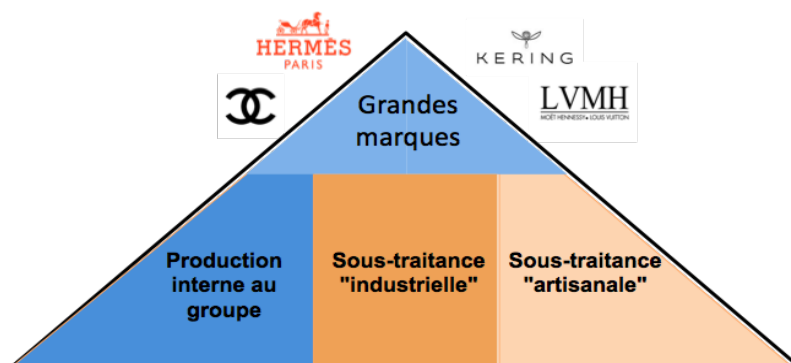 HERMÈS
PARIS
KERING
LVMH
MOËT HENNESSY ⬩ LOUIS VUITTON
Grandes
marques
Production
interne au
groupe
Sous-traitance
"industrielle"
Sous-traitance
"artisanale"